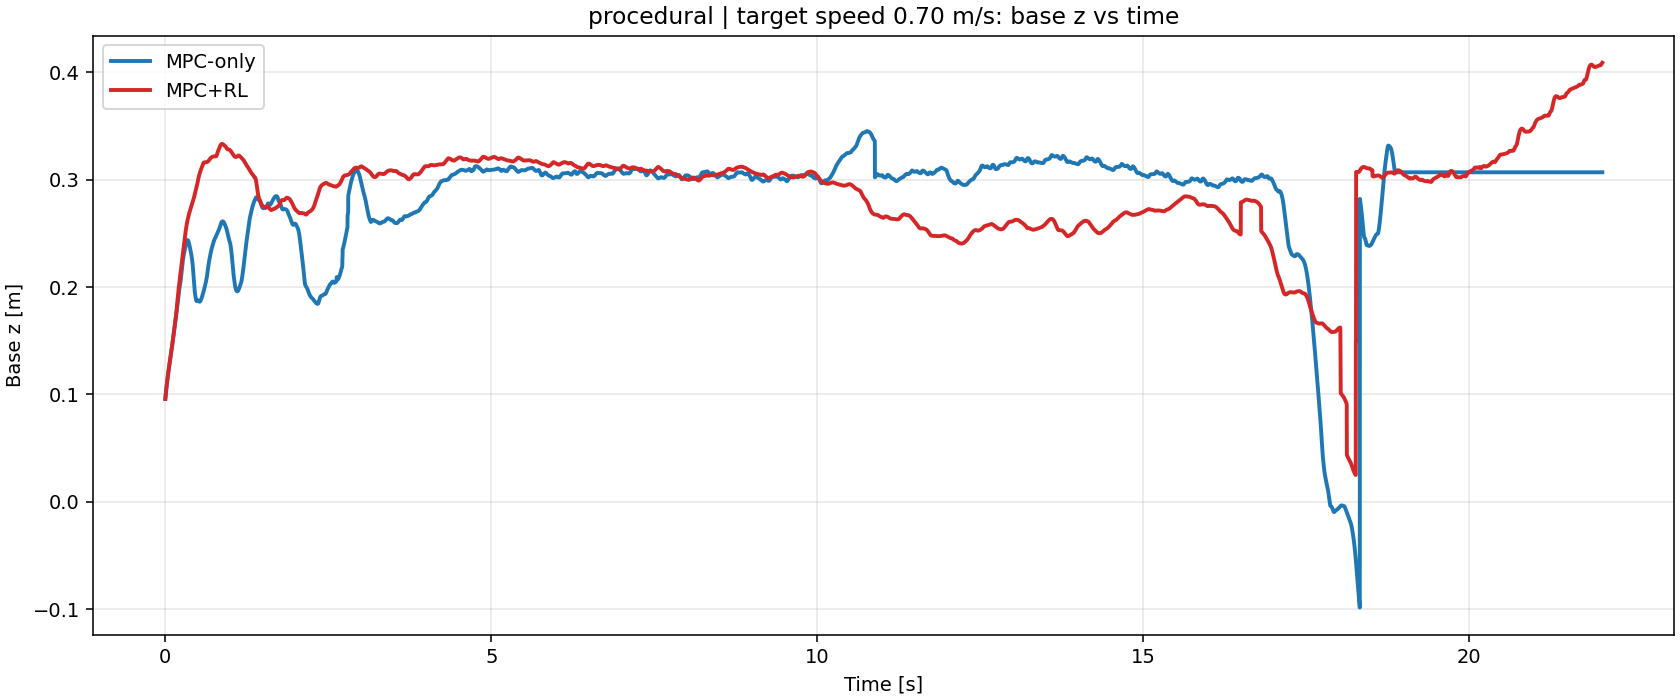 procedural | target speed 0.70 m/s: base z vs time
MPC-only
MPC+RL
Base z [m]
0.4
0.3
0.2
0.1
0.0
−0.1
0 5 10 15 20
Time [s]